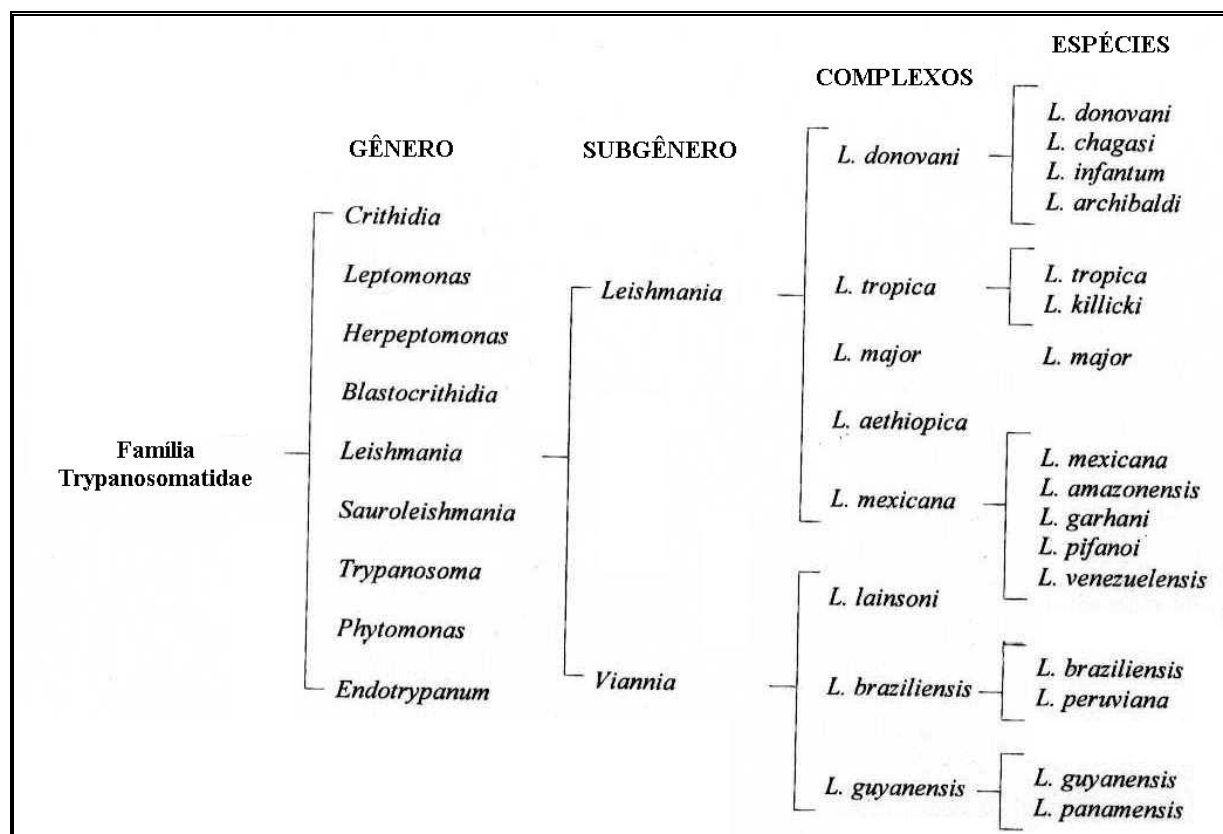 ESPÉCIES
COMPLEXOS
GÊNERO
SUBGÊNERO
Família
Trypanosomatidae
Crithidia
Leptomonas
Herpeptomonas
Blastocrithidia
Leishmania
Sauroleishmania
Trypanosoma
Phytomonas
Endotrypanum
Leishmania
Viannia
L. donovani
L. tropica
L. major
L. aethiopica
L. mexicana
L. lainsoni
L. braziliensis
L. guyanensis
L. donovani
L. chagasi
L. infantum
L. archibaldi
L. tropica
L. killicki
L. major
L. mexicana
L. amazonensis
L. garhani
L. pifanoi
L. venezuelensis
L. braziliensis
L. peruviana
L. guyanensis
L. panamensis